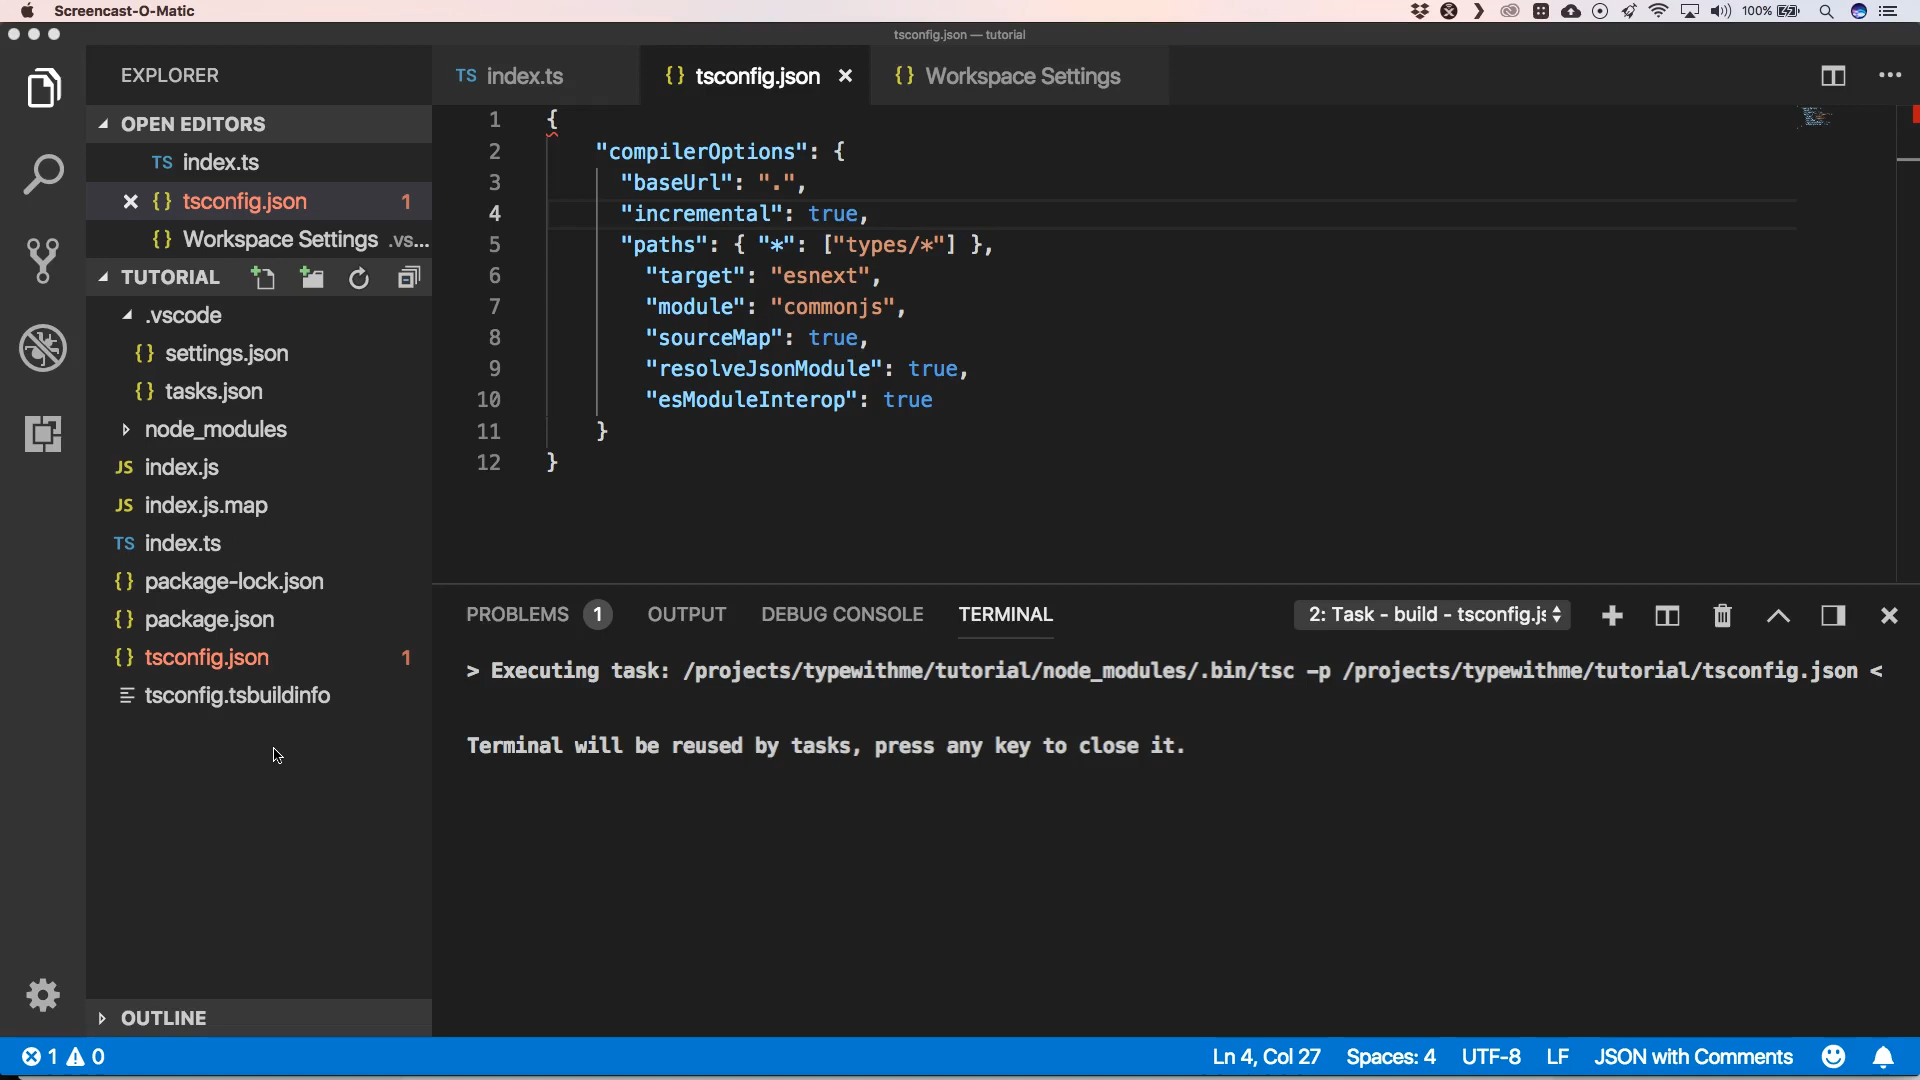 Screencast-O-Matic
100%
tsconfig.json — tutorial
EXPLORER
TS index.ts
{} tsconfig.json ×
{} Workspace Settings
OPEN EDITORS
TS index.ts
{} tsconfig.json 1
{} Workspace Settings .vs...
TUTORIAL
.vscode
{} settings.json
{} tasks.json
node_modules
JS index.js
JS index.js.map
TS index.ts
{} package-lock.json
{} package.json
{} tsconfig.json 1
tsconfig.tsbuildinfo
OUTLINE
1 {
2 "compilerOptions": {
3 "baseUrl": ".",
4 "incremental": true,
5 "paths": { "*": ["types/*"] },
6 "target": "esnext",
7 "module": "commonjs",
8 "sourceMap": true,
9 "resolveJsonModule": true,
10 "esModuleInterop": true
11 }
12 }
PROBLEMS 1 OUTPUT DEBUG CONSOLE TERMINAL
2: Task - build - tsconfig.js
> Executing task: /projects/typewithme/tutorial/node_modules/.bin/tsc -p /projects/typewithme/tutorial/tsconfig.json <
Terminal will be reused by tasks, press any key to close it.
1 0
Ln 4, Col 27 Spaces: 4 UTF-8 LF JSON with Comments